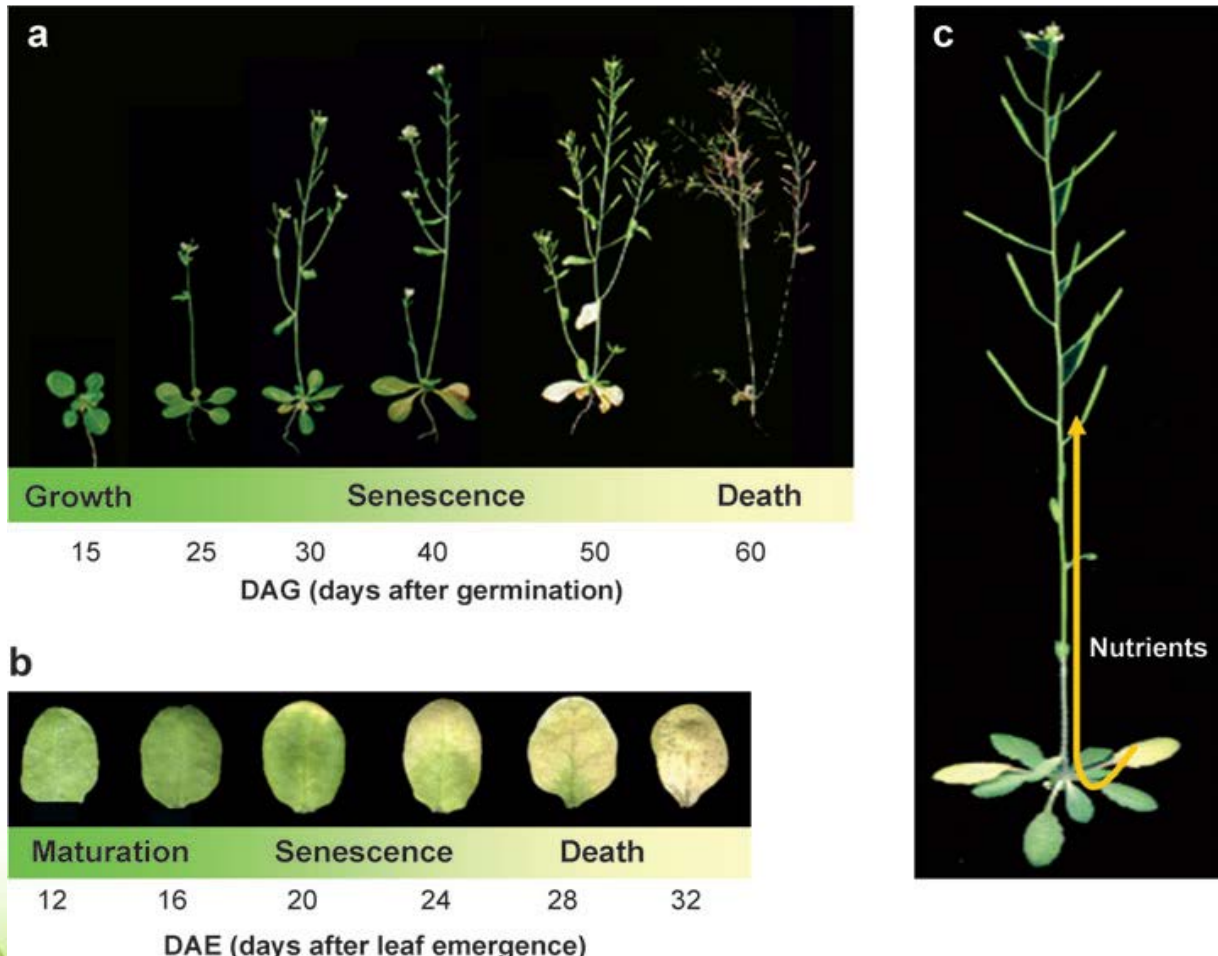 a
Growth Senescence Death
15 25 30 40 50 60
DAG (days after germination)
b
Maturation Senescence Death
12 16 20 24 28 32
DAE (days after leaf emergence)
c
Nutrients